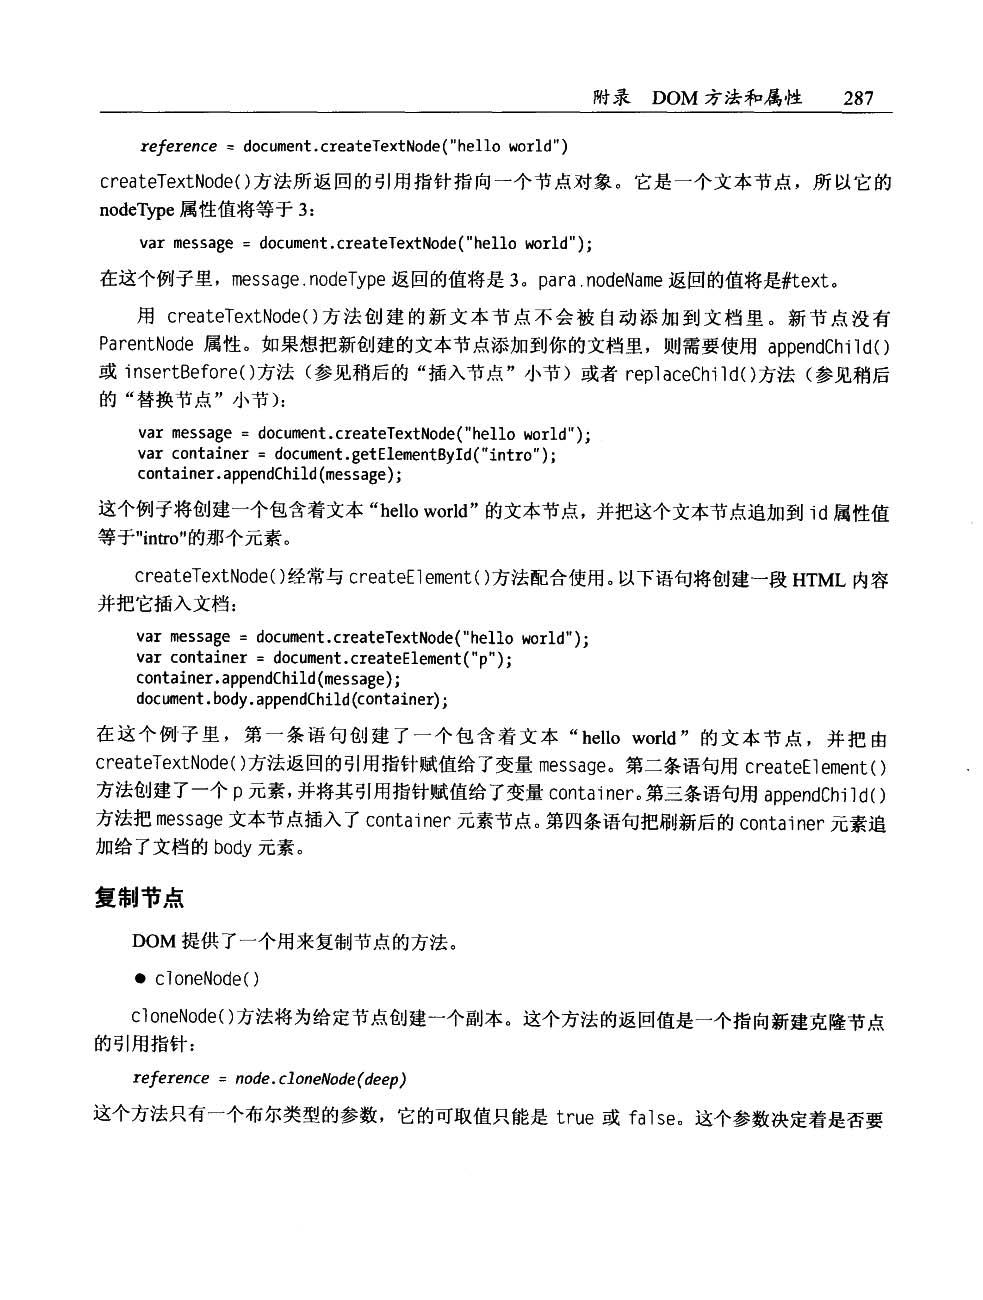 附录 DOM 方法和属性 287
reference = document.createTextNode("hello world")
createTextNode()方法所返回的引用指针指向一个节点对象。它是一个文本节点，所以它的
nodeType 属性值将等于 3：
var message = document.createTextNode("hello world");
在这个例子里，message.nodeType 返回的值将是 3。para.nodeName 返回的值将是#text。
用 createTextNode()方法创建的新文本节点不会被自动添加到文档里。新节点没有
ParentNode 属性。如果想把新创建的文本节点添加到你的文档里，则需要使用 appendChild()
或 insertBefore()方法（参见稍后的“插入节点”小节）或者 replaceChild()方法（参见稍后
的“替换节点”小节）：
var message = document.createTextNode("hello world");
var container = document.getElementById("intro");
container.appendChild(message);
这个例子将创建一个包含着文本“hello world”的文本节点，并把这个文本节点追加到 id 属性值
等于"intro"的那个元素。
createTextNode()经常与 createElement()方法配合使用。以下语句将创建一段 HTML 内容
并把它插入文档：
var message = document.createTextNode("hello world");
var container = document.createElement("p");
container.appendChild(message);
document.body.appendChild(container);
在这个例子里，第一条语句创建了一个包含着文本“hello world”的文本节点，并把由
createTextNode()方法返回的引用指针赋值给了变量 message。第二条语句用 createElement()
方法创建了一个 p 元素，并将其引用指针赋值给了变量 container。第三条语句用 appendChild()
方法把 message 文本节点插入了 container 元素节点。第四条语句把刷新后的 container 元素追
加给了文档的 body 元素。
复制节点
DOM 提供了一个用来复制节点的方法。
● cloneNode()
cloneNode()方法将为给定节点创建一个副本。这个方法的返回值是一个指向新建克隆节点
的引用指针：
reference = node.cloneNode(deep)
这个方法只有一个布尔类型的参数，它的可取值只能是 true 或 false。这个参数决定着是否要